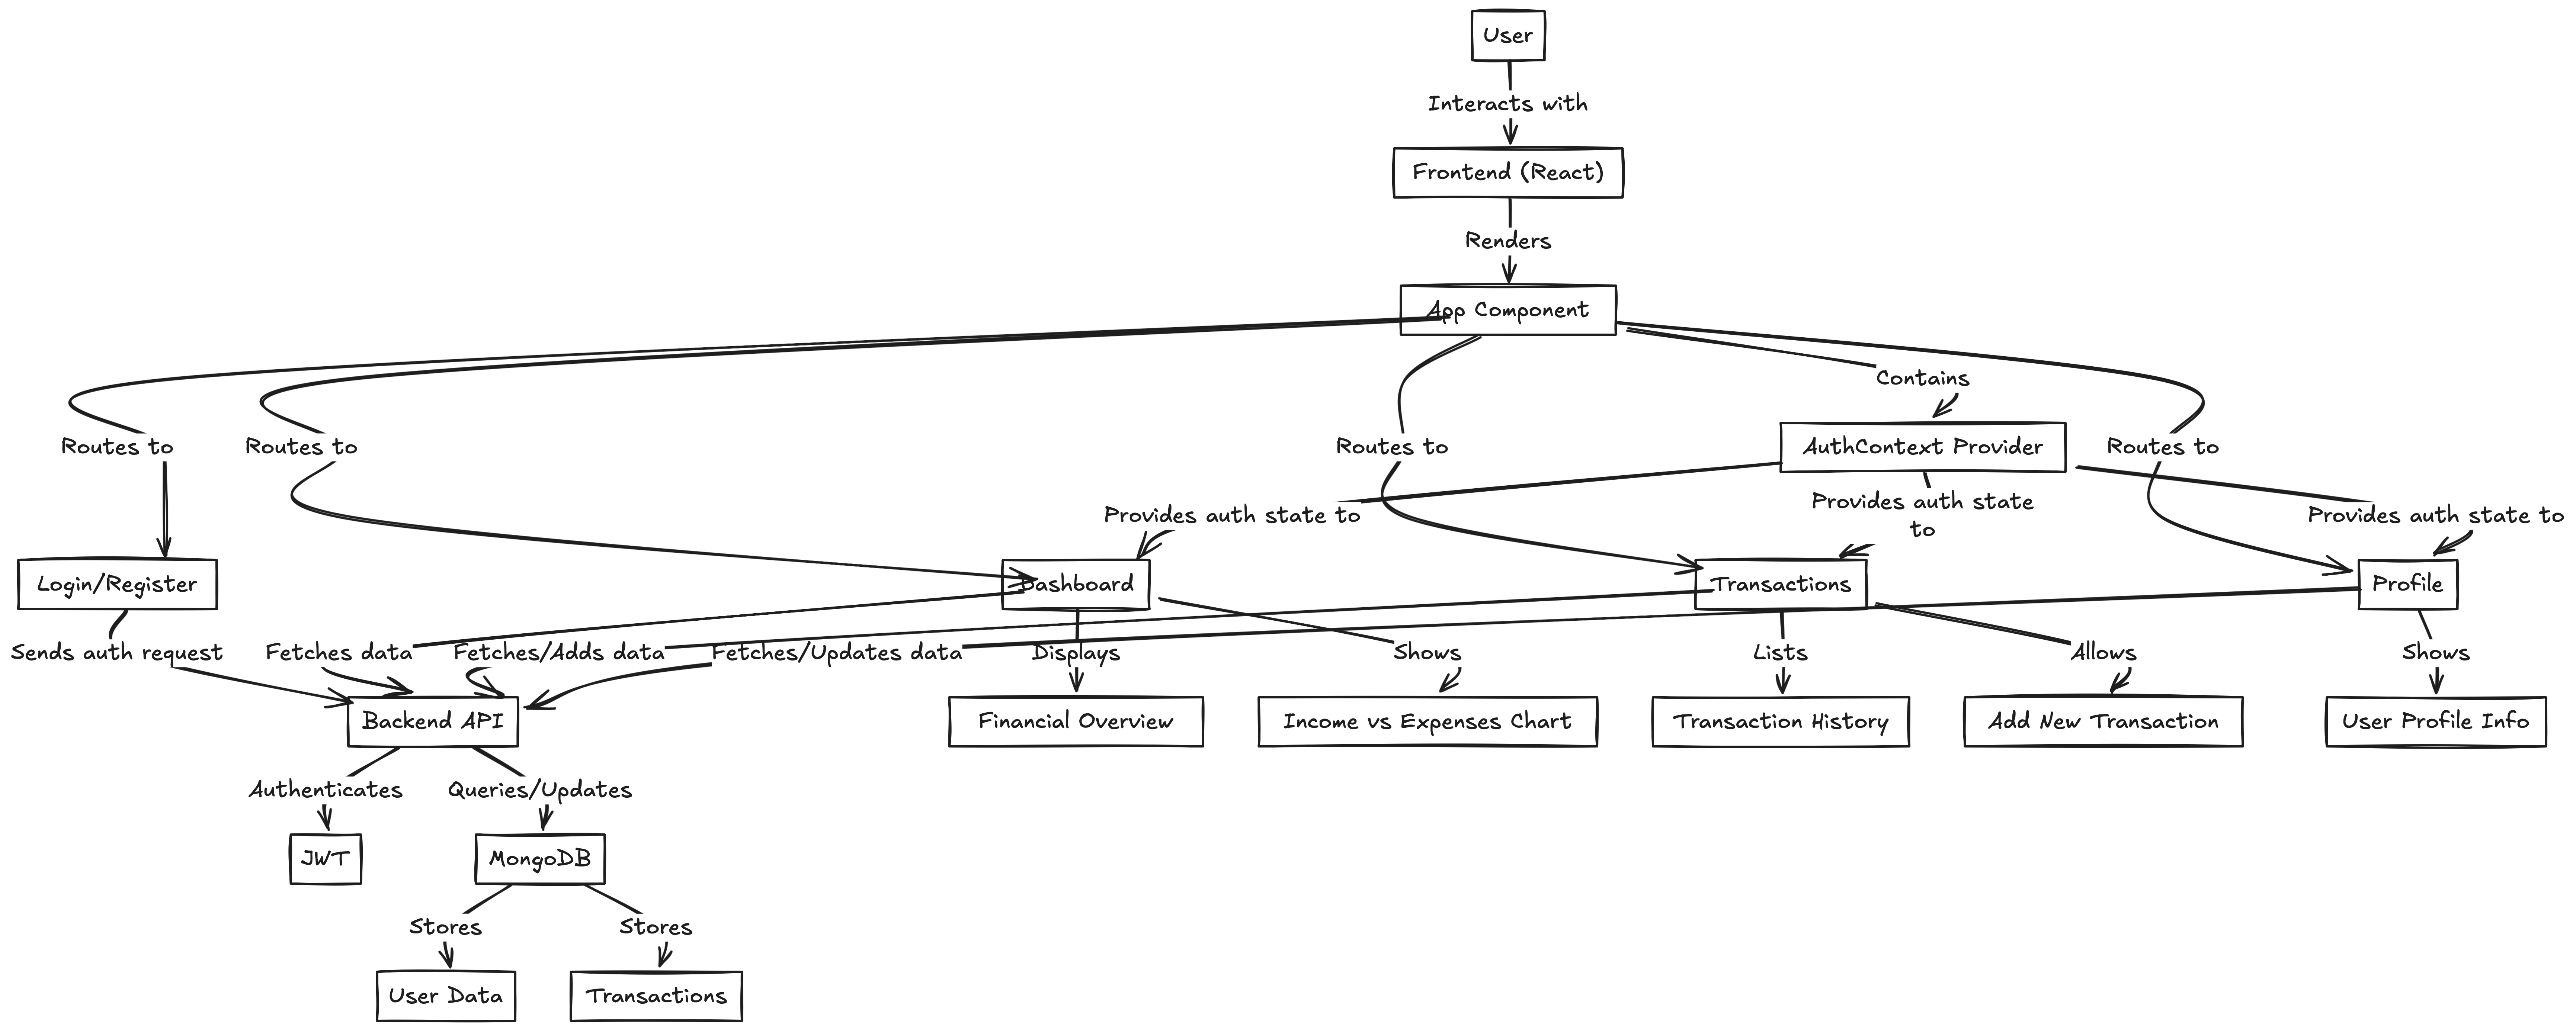 User
Interacts with
Frontend (React)
Renders
App Component
Contains
Routes to
Routes to
Routes to
AuthContext Provider
Routes to
Provides auth state to
Provides auth state
to
Provides auth state to
Login/Register
Dashboard
Transactions
Profile
Sends auth request
Fetches data
Fetches/Adds data
Fetches/Updates data
Displays
Shows
Lists
Allows
Shows
Backend API
Financial Overview
Income vs Expenses Chart
Transaction History
Add New Transaction
User Profile Info
Authenticates
Queries/Updates
JWT
MongoDB
Stores
Stores
User Data
Transactions